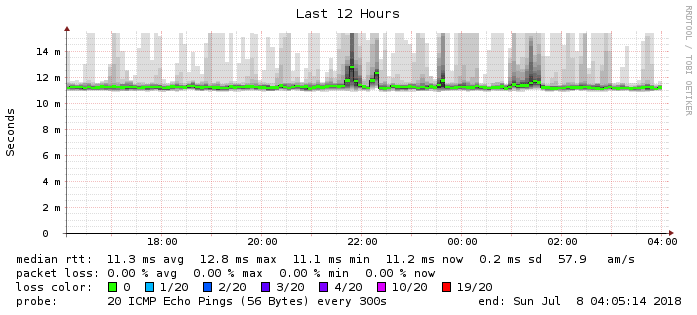 Last 12 Hours
RRDTOOL / TOBI OETIKER
Seconds
14 m
12 m
10 m
8 m
6 m
4 m
2 m
0
18:00 20:00 22:00 00:00 02:00 04:00
median rtt: 11.3 ms avg 12.8 ms max 11.1 ms min 11.2 ms now 0.2 ms sd 57.9 am/s
packet loss: 0.00 % avg 0.00 % max 0.00 % min 0.00 % now
loss color: 0 1/20 2/20 3/20 4/20 10/20 19/20
probe: 20 ICMP Echo Pings (56 Bytes) every 300s end: Sun Jul 8 04:05:14 2018